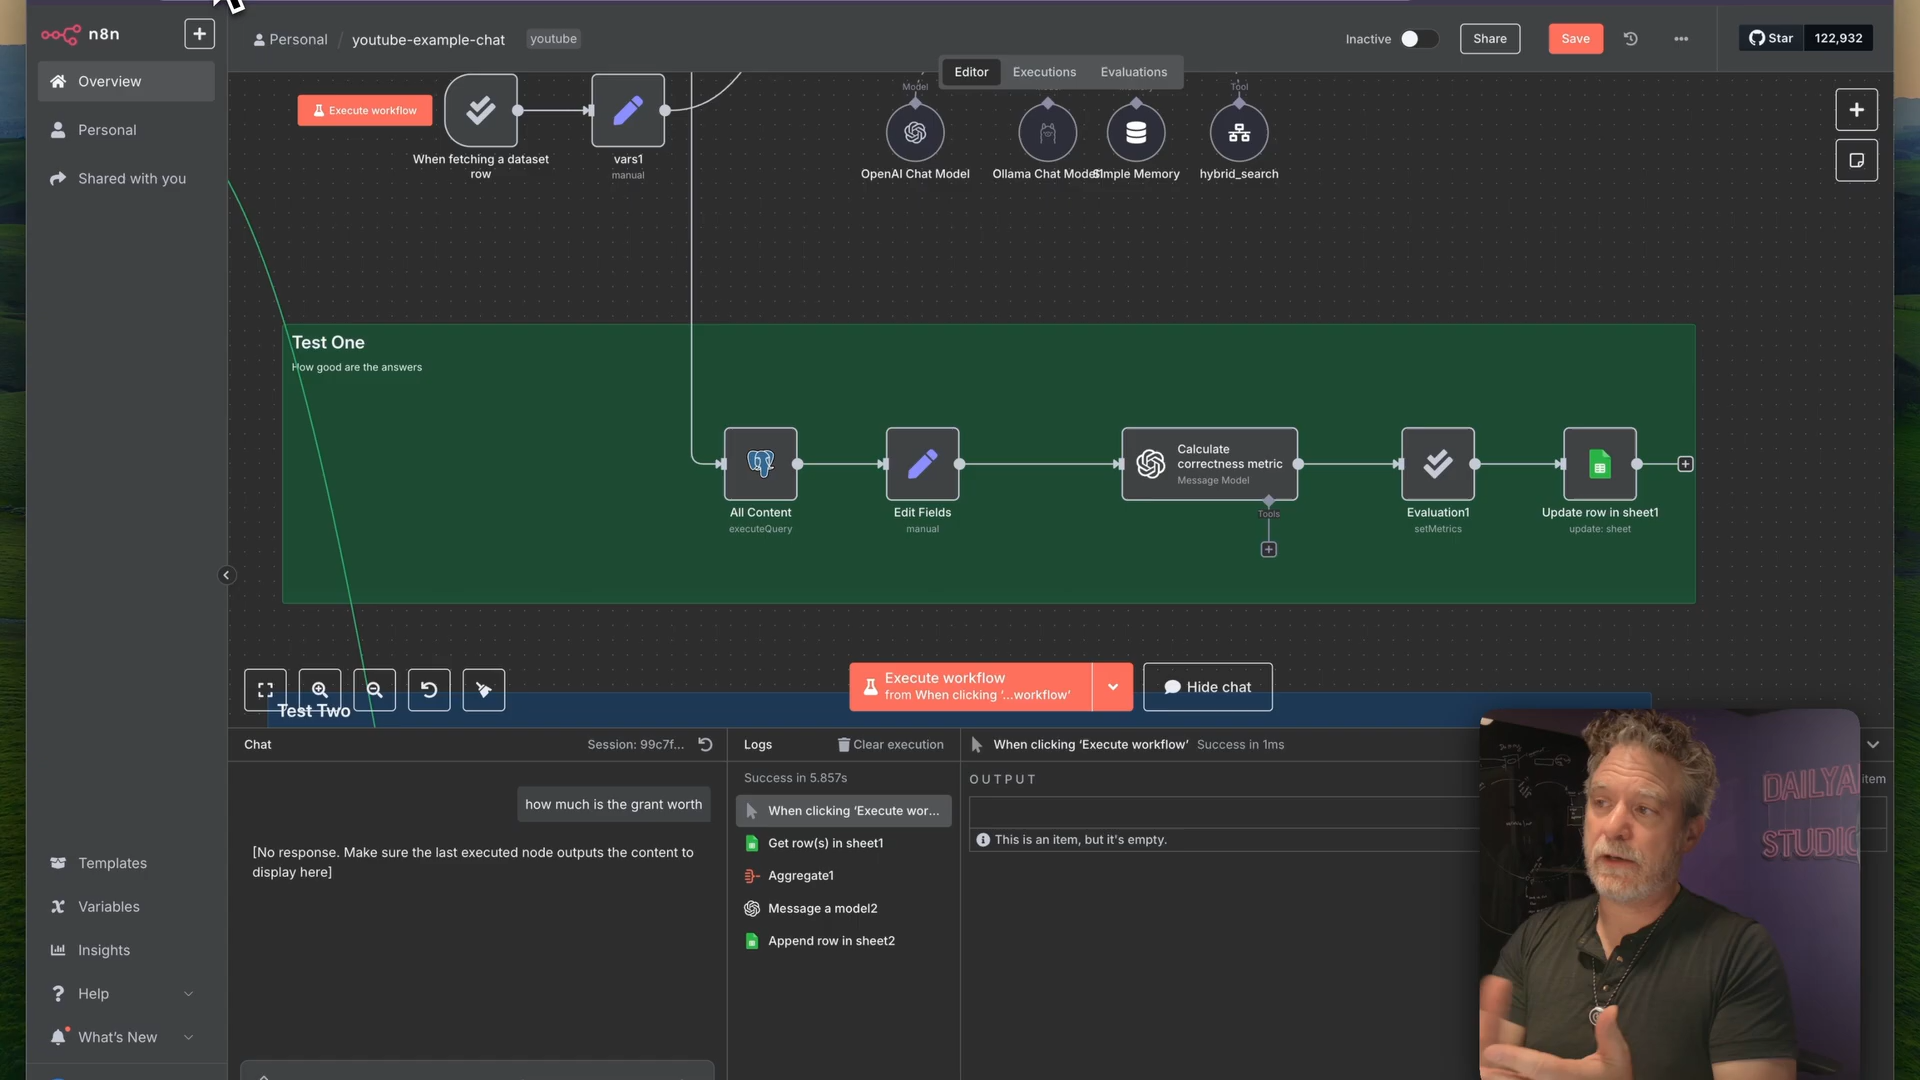 n8n
Personal / youtube-example-chat youtube
Inactive
Share
Save
Star 122,932
Overview
Personal
Shared with you
Editor Executions Evaluations
Model
Tool
Execute workflow
When fetching a dataset
row
vars1
manual
OpenAI Chat Model
Ollama Chat Model
Simple Memory
hybrid_search
Test One
How good are the answers
All Content
executeQuery
Edit Fields
manual
Calculate
correctness metric
Message Model
Tools
Evaluation1
setMetrics
Update row in sheet1
update: sheet
Execute workflow
from When clicking ‘...workflow’
Hide chat
Test Two
Chat
Session: 99c7f...
how much is the grant worth
[No response. Make sure the last executed node outputs the content to
display here]
Logs
Clear execution
Success in 5.857s
When clicking ‘Execute wor...
Get row(s) in sheet1
Aggregate1
Message a model2
Append row in sheet2
When clicking ‘Execute workflow’ Success in 1ms
OUTPUT
item
This is an item, but it's empty.
Templates
Variables
Insights
Help
What’s New
DAILYA
STUDIO